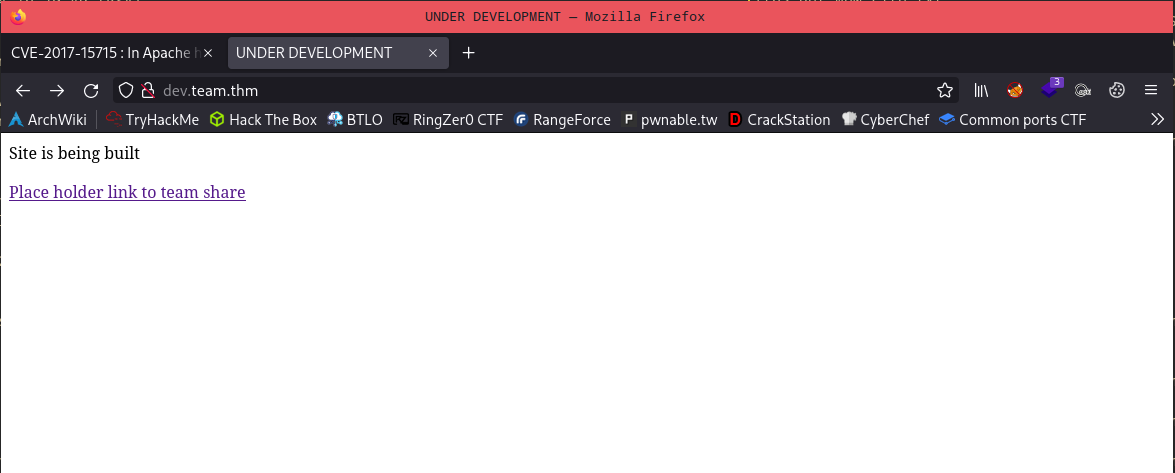 UNDER DEVELOPMENT — Mozilla Firefox
CVE-2017-15715 : In Apache h
UNDER DEVELOPMENT
dev.team.thm
3
ArchWiki TryHackMe Hack The Box BTLO RingZer0 CTF RangeForce pwnable.tw CrackStation CyberChef Common ports CTF
Site is being built
Place holder link to team share